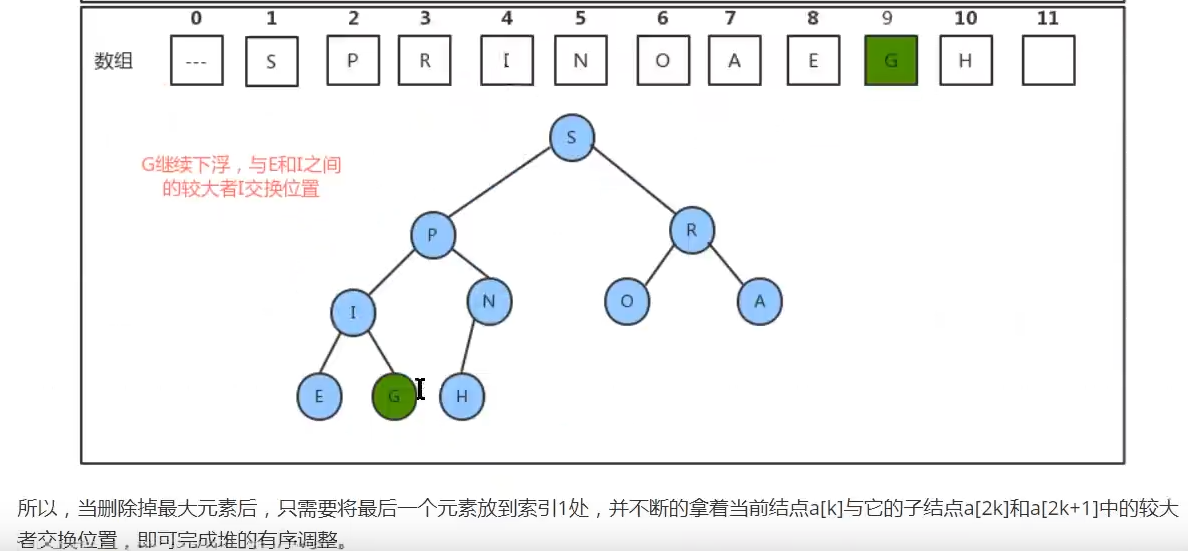 0 1 2 3 4 5 6 7 8 9 10 11
数组 --- S P R I N O A E G H
S
G继续下浮，与E和I之间
的较大者I交换位置
P R
I N O A
E G H
所以，当删除掉最大元素后，只需要将最后一个元素放到索引1处，并不断的拿着当前结点a[k]与它的子结点a[2k]和a[2k+1]中的较大
者交换位置，即可完成堆的有序调整。